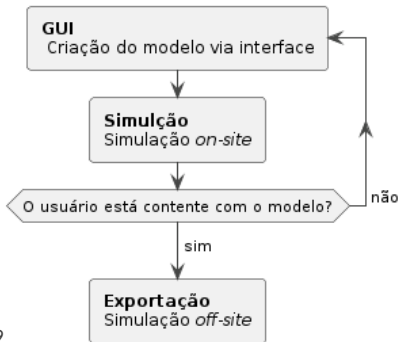 GUI
Criação do modelo via interface
Simulção
Simulação on-site
O usuário está contente com o modelo?
não
sim
Exportação
Simulação off-site